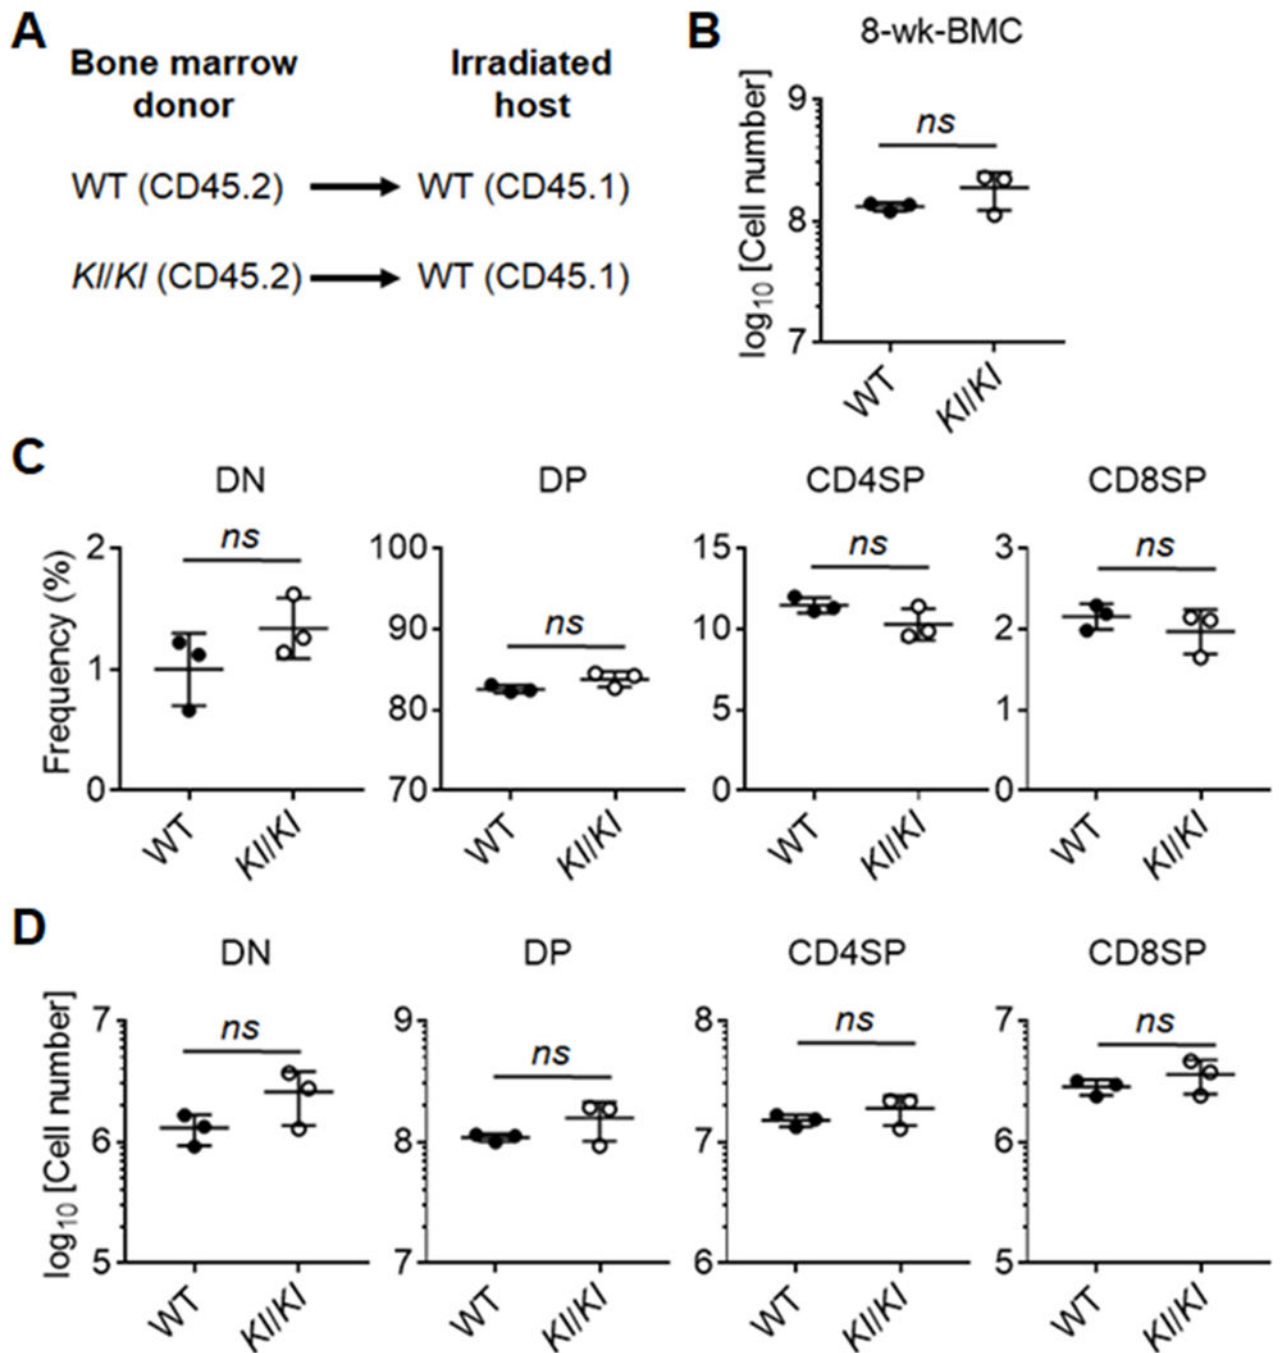 A
Bone marrow donor
Irradiated host
WT (CD45.2)
WT (CD45.1)
KI/KI (CD45.2)
WT (CD45.1)
B
8-wk-BMC
log10 [Cell number]
9
8
7
ns
WT
KI/KI
C
Frequency (%)
DN
2
1
0
ns
WT
KI/KI
DP
100
90
80
70
ns
WT
KI/KI
CD4SP
15
10
5
0
ns
WT
KI/KI
CD8SP
3
2
1
0
ns
WT
KI/KI
D
log10 [Cell number]
DN
7
6
5
ns
WT
KI/KI
DP
9
8
7
ns
WT
KI/KI
CD4SP
8
7
6
ns
WT
KI/KI
CD8SP
7
6
5
ns
WT
KI/KI